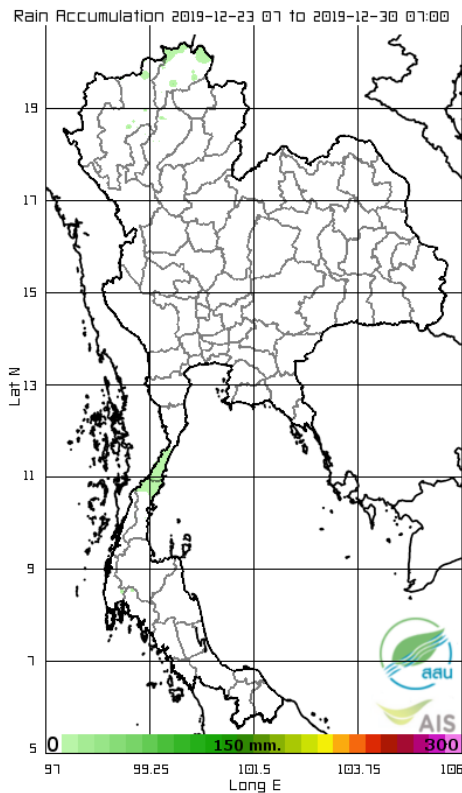 Rain Accumulation 2019-12-23 07 to 2019-12-30 07:00
19
17
15
13
11
9
7
5
Lat N
สสน
AIS
0 150 mm. 300
97 99.25 101.5 103.75 106
Long E